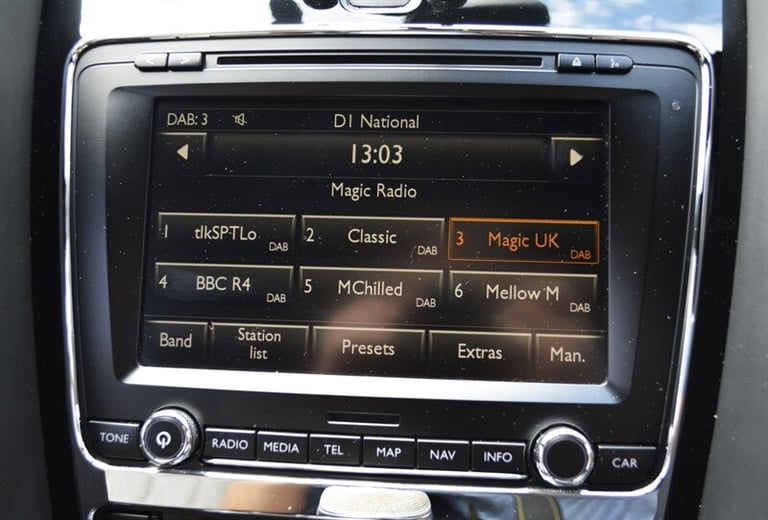 DAB: 3 D1 National
13:03
Magic Radio
1 tlkSP-TLo DAB 2 Classic DAB 3 Magic UK DAB
4 BBC R4 DAB 5 MChilled DAB 6 Mellow M DAB
Band Station list Presets Extras Man.
TONE RADIO MEDIA TEL MAP NAV INFO CAR